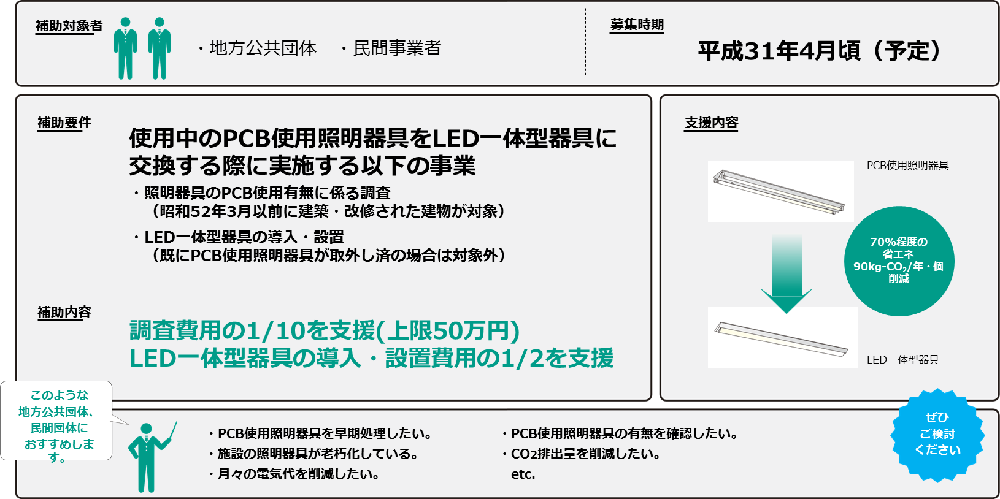 補助対象者
・地方公共団体　・民間事業者
募集時期
平成31年4月頃（予定）
補助要件
使用中のPCB使用照明器具をLED一体型器具に
交換する際に実施する以下の事業
・照明器具のPCB使用有無に係る調査
（昭和52年3月以前に建築・改修された建物が対象）
・LED一体型器具の導入・設置
（既にPCB使用照明器具が取外し済の場合は対象外）
補助内容
調査費用の1/10を支援(上限50万円)
LED一体型器具の導入・設置費用の1/2を支援
支援内容
PCB使用照明器具
70%程度の
省エネ
90kg-CO₂/年・個
削減
LED一体型器具
このような
地方公共団体、
民間団体に
おすすめしま
す。
・PCB使用照明器具を早期処理したい。
・施設の照明器具が老朽化している。
・月々の電気代を削減したい。
・PCB使用照明器具の有無を確認したい。
・CO2排出量を削減したい。
etc.
ぜひ
ご検討
ください